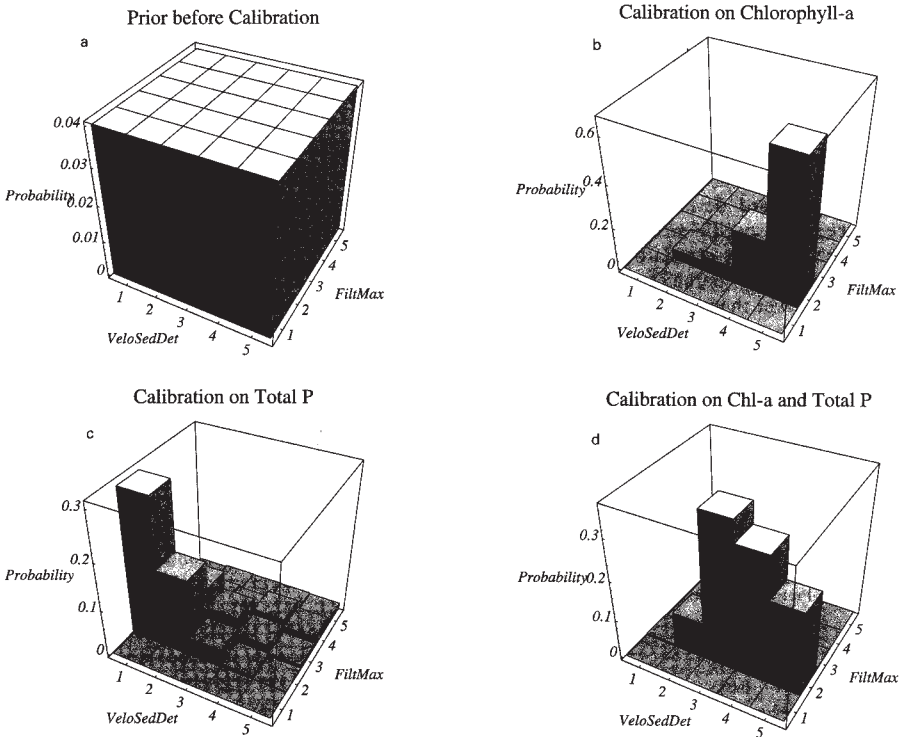 Prior before Calibration
a
0.04
0.03
Probability
0.02
0.01
0
1
2
3
4
5
VeloSedDet
1
2
3
4
5
FiltMax
Calibration on Chlorophyll-a
b
0.6
0.4
Probability
0.2
0
1
2
3
4
5
VeloSedDet
1
2
3
4
5
FiltMax
Calibration on Total P
c
0.3
0.2
Probability
0.1
0
1
2
3
4
5
VeloSedDet
1
2
3
4
5
FiltMax
Calibration on Chl-a and Total P
d
0.3
0.2
Probability
0.1
0
1
2
3
4
5
VeloSedDet
1
2
3
4
5
FiltMax